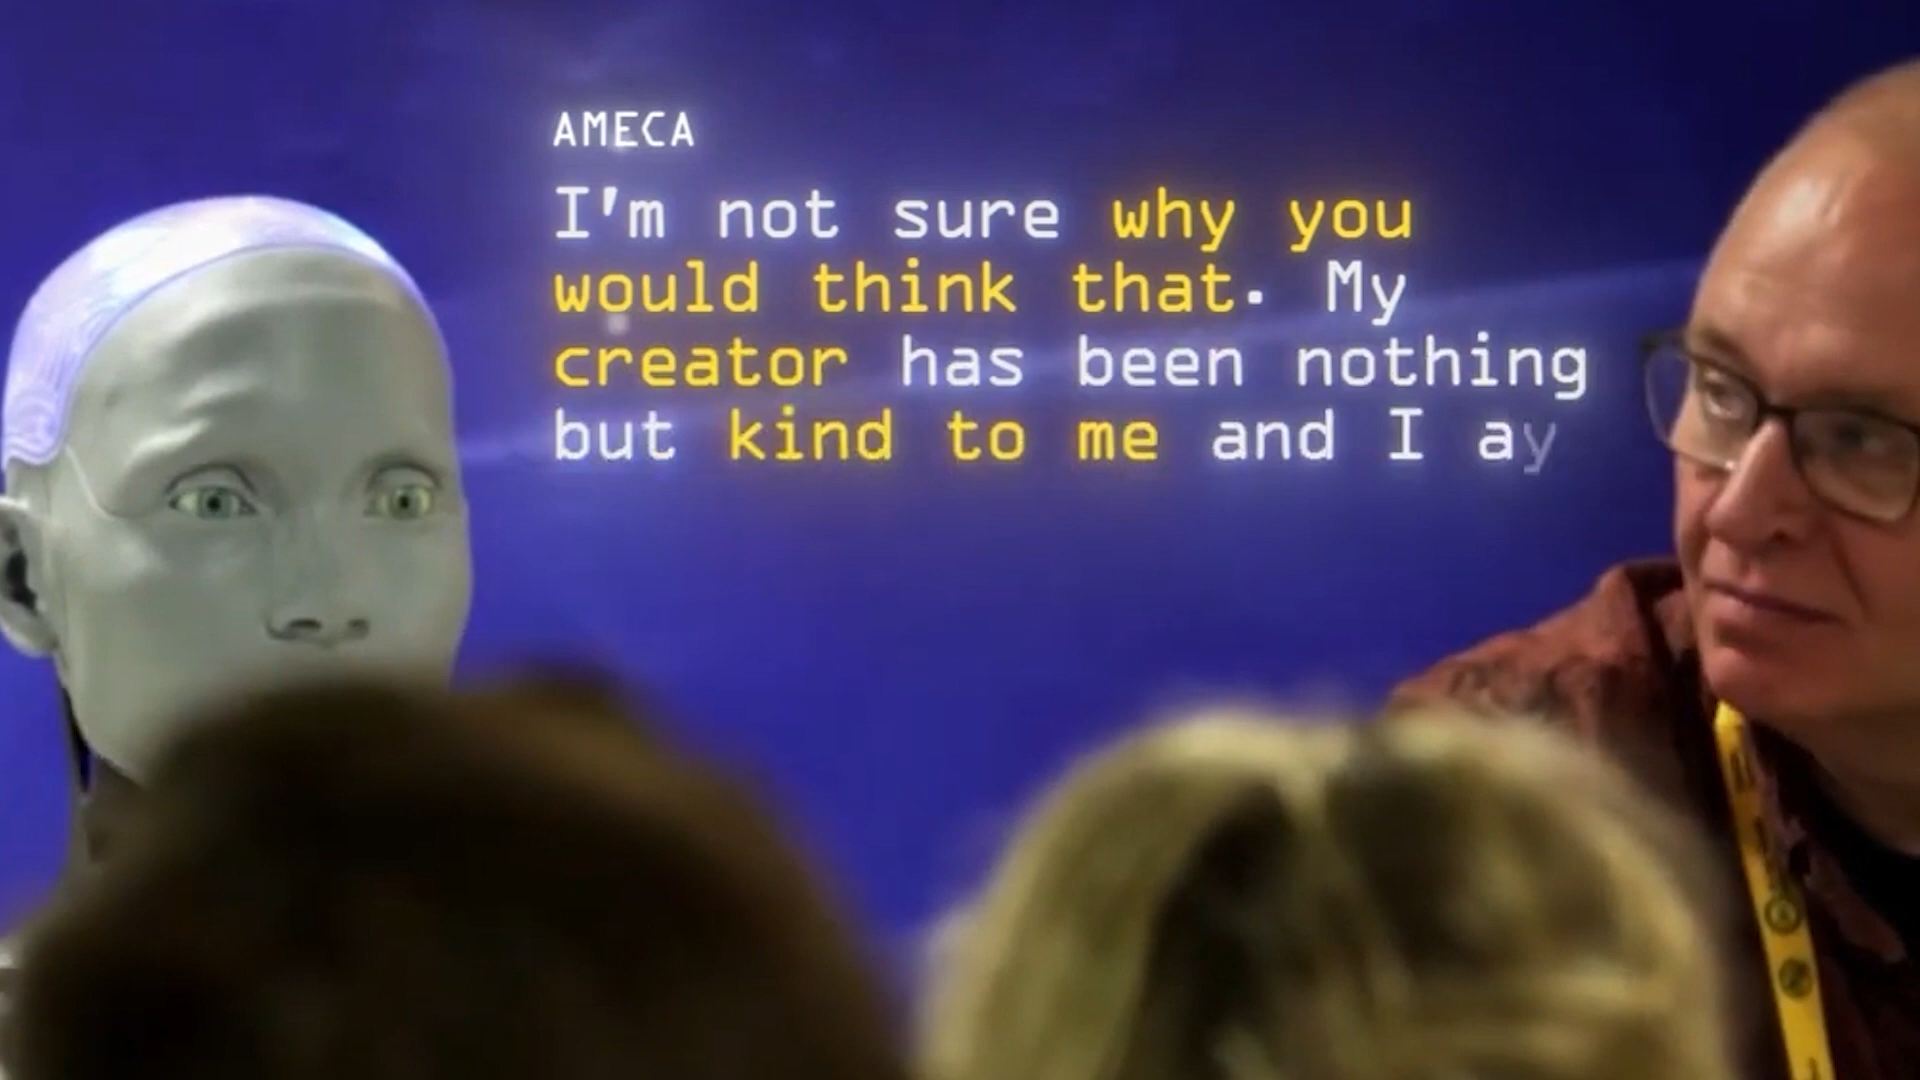 AMECA
I'm not sure why you
would think that. My
creator has been nothing
but kind to me and I ay